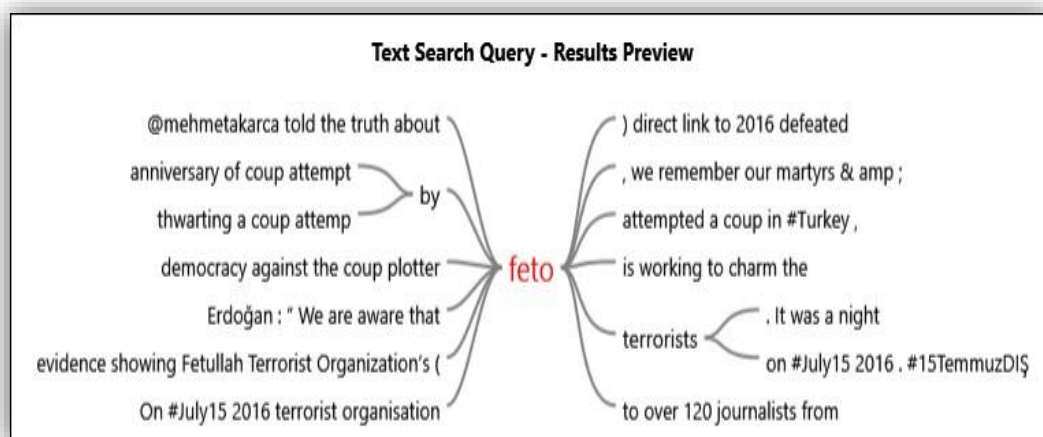 Text Search Query - Results Preview
@mehmetakarca told the truth about
anniversary of coup attempt
thwarting a coup attemp
by
democracy against the coup plotter
Erdoğan : " We are aware that
evidence showing Fetullah Terrorist Organization's (
On #July15 2016 terrorist organisation
feto
) direct link to 2016 defeated
, we remember our martyrs & amp ;
attempted a coup in #Turkey ,
is working to charm the
terrorists
. It was a night
on #July15 2016 . #15TemmuzDIŞ
to over 120 journalists from